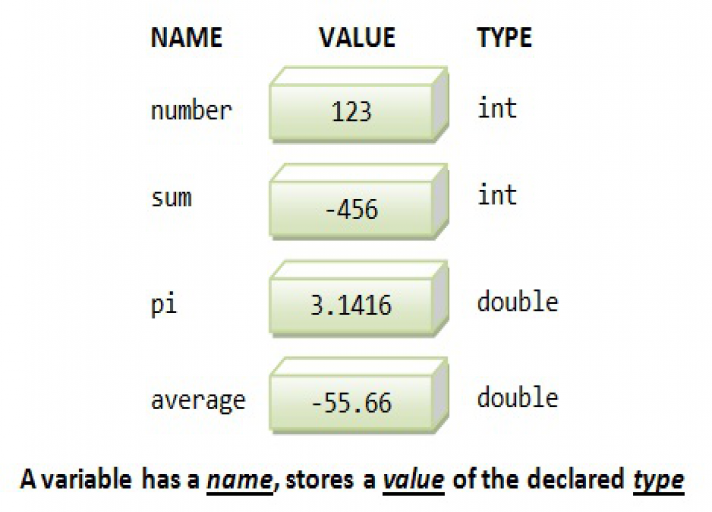 NAME VALUE TYPE
number 123 int
sum -456 int
pi 3.1416 double
average -55.66 double
A variable has a name, stores a value of the declared type